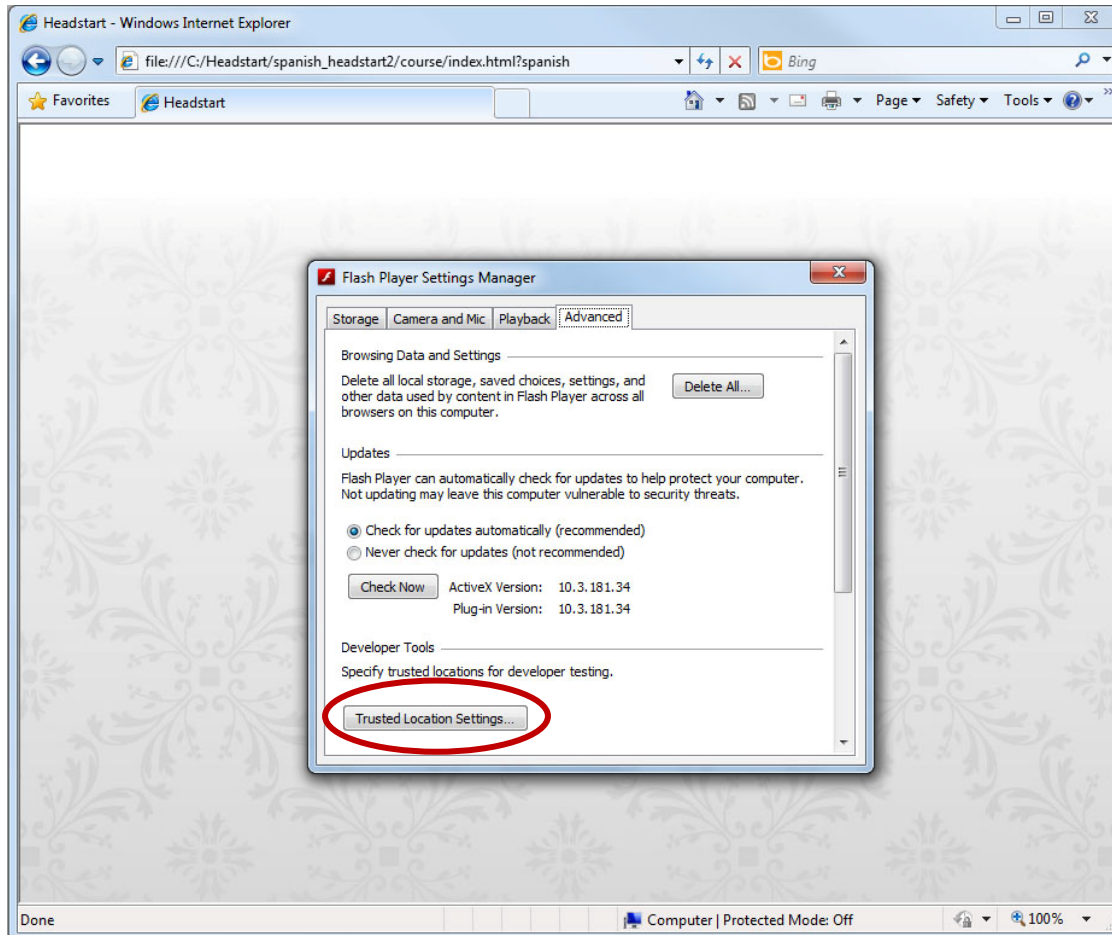 Headstart - Windows Internet Explorer
file:///C:/Headstart/spanish_headstart2/course/index.html?spanish
Bing
Favorites
Headstart
Page
Safety
Tools
Flash Player Settings Manager
Storage
Camera and Mic
Playback
Advanced
Browsing Data and Settings
Delete all local storage, saved choices, settings, and
other data used by content in Flash Player across all
browsers on this computer.
Delete All...
Updates
Flash Player can automatically check for updates to help protect your computer.
Not updating may leave this computer vulnerable to security threats.
Check for updates automatically (recommended)
Never check for updates (not recommended)
Check Now
ActiveX Version: 10.3.181.34
Plug-in Version: 10.3.181.34
Developer Tools
Specify trusted locations for developer testing.
Trusted Location Settings...
Done
Computer | Protected Mode: Off
100%